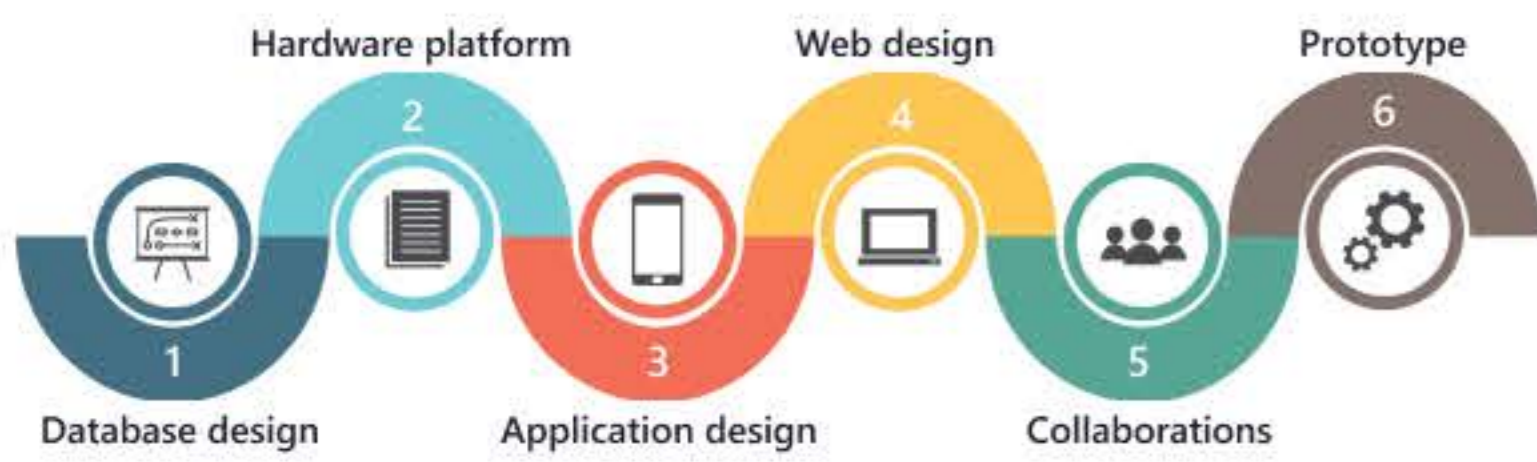 Hardware platform
Web design
Prototype
2
4
6
1
3
5
Database design
Application design
Collaborations